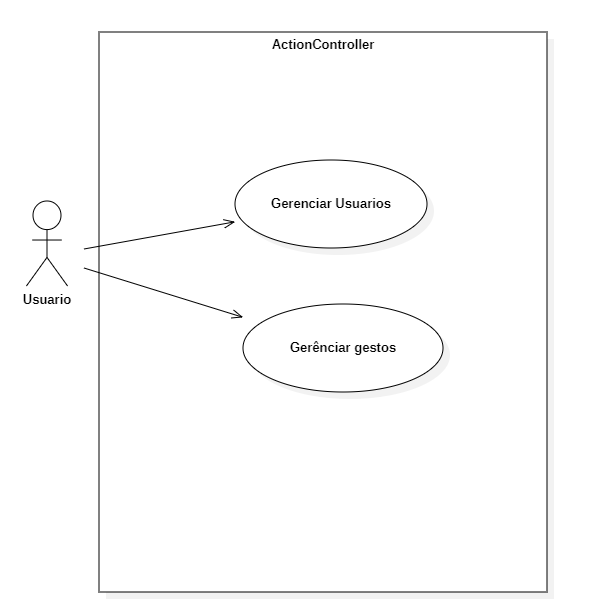 ActionController
Gerenciar Usuarios
Usuario
Gerênciar gestos